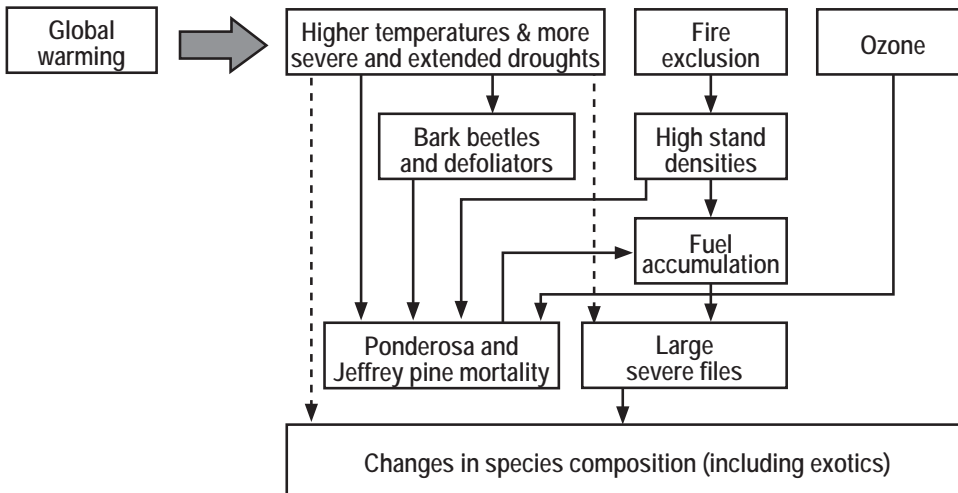 Global
warming
Higher temperatures & more
severe and extended droughts
Fire
exclusion
Ozone
Bark beetles
and defoliators
High stand
densities
Fuel
accumulation
Ponderosa and
Jeffrey pine mortality
Large
severe files
Changes in species composition (including exotics)